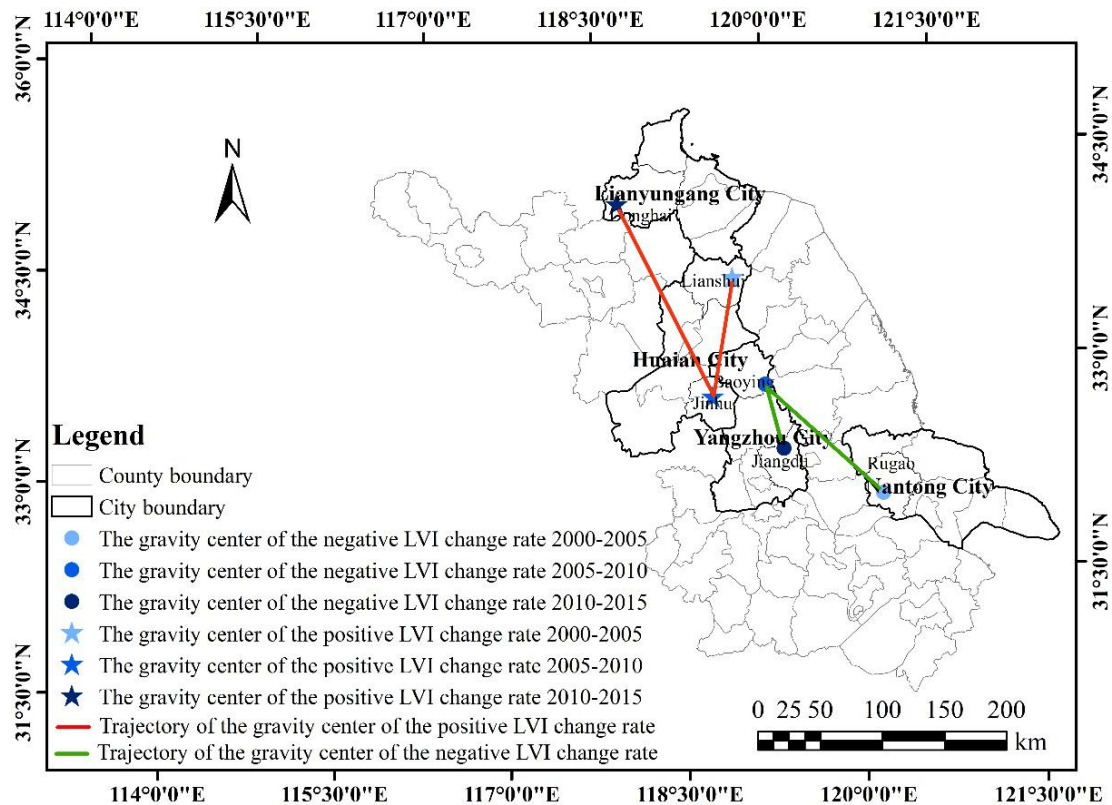 114°0'0"E 115°30'0"E 117°0'0"E 118°30'0"E 120°0'0"E 121°30'0"E
36°0'0"N
34°30'0"N
33°0'0"N
31°30'0"N
34°30'0"N
33°0'0"N
31°30'0"N
N
Lianyungang City
Lianshui
Huaian City
Baoying
Jinhu
Yangzhou City
Jiangdu
Rugao
Nantong City
Legend
County boundary
City boundary
The gravity center of the negative LVI change rate 2000-2005
The gravity center of the negative LVI change rate 2005-2010
The gravity center of the negative LVI change rate 2010-2015
The gravity center of the positive LVI change rate 2000-2005
The gravity center of the positive LVI change rate 2005-2010
The gravity center of the positive LVI change rate 2010-2015
Trajectory of the gravity center of the positive LVI change rate
Trajectory of the gravity center of the negative LVI change rate
0 25 50 100 150 200
km
114°0'0"E 115°30'0"E 117°0'0"E 118°30'0"E 120°0'0"E 121°30'0"E